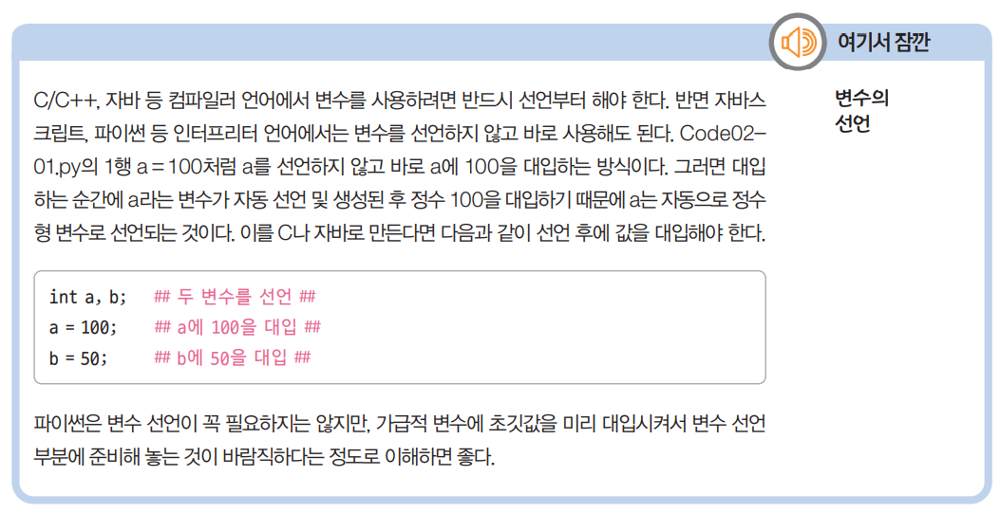 여기서 잠깐
변수의
선언
C/C++, 자바 등 컴파일러 언어에서 변수를 사용하려면 반드시 선언부터 해야 한다. 반면 자바스
크립트, 파이썬 등 인터프리터 언어에서는 변수를 선언하지 않고 바로 사용해도 된다. Code02–
01.py의 1행 a = 100처럼 a를 선언하지 않고 바로 a에 100을 대입하는 방식이다. 그러면 대입
하는 순간에 a라는 변수가 자동 선언 및 생성된 후 정수 100을 대입하기 때문에 a는 자동으로 정수
형 변수로 선언되는 것이다. 이를 C나 자바로 만든다면 다음과 같이 선언 후에 값을 대입해야 한다.
int a, b; ## 두 변수를 선언 ##
a = 100; ## a에 100을 대입 ##
b = 50; ## b에 50을 대입 ##
파이썬은 변수 선언이 꼭 필요하지는 않지만, 가급적 변수에 초깃값을 미리 대입시켜서 변수 선언
부분에 준비해 놓는 것이 바람직하다는 정도로 이해하면 좋다.